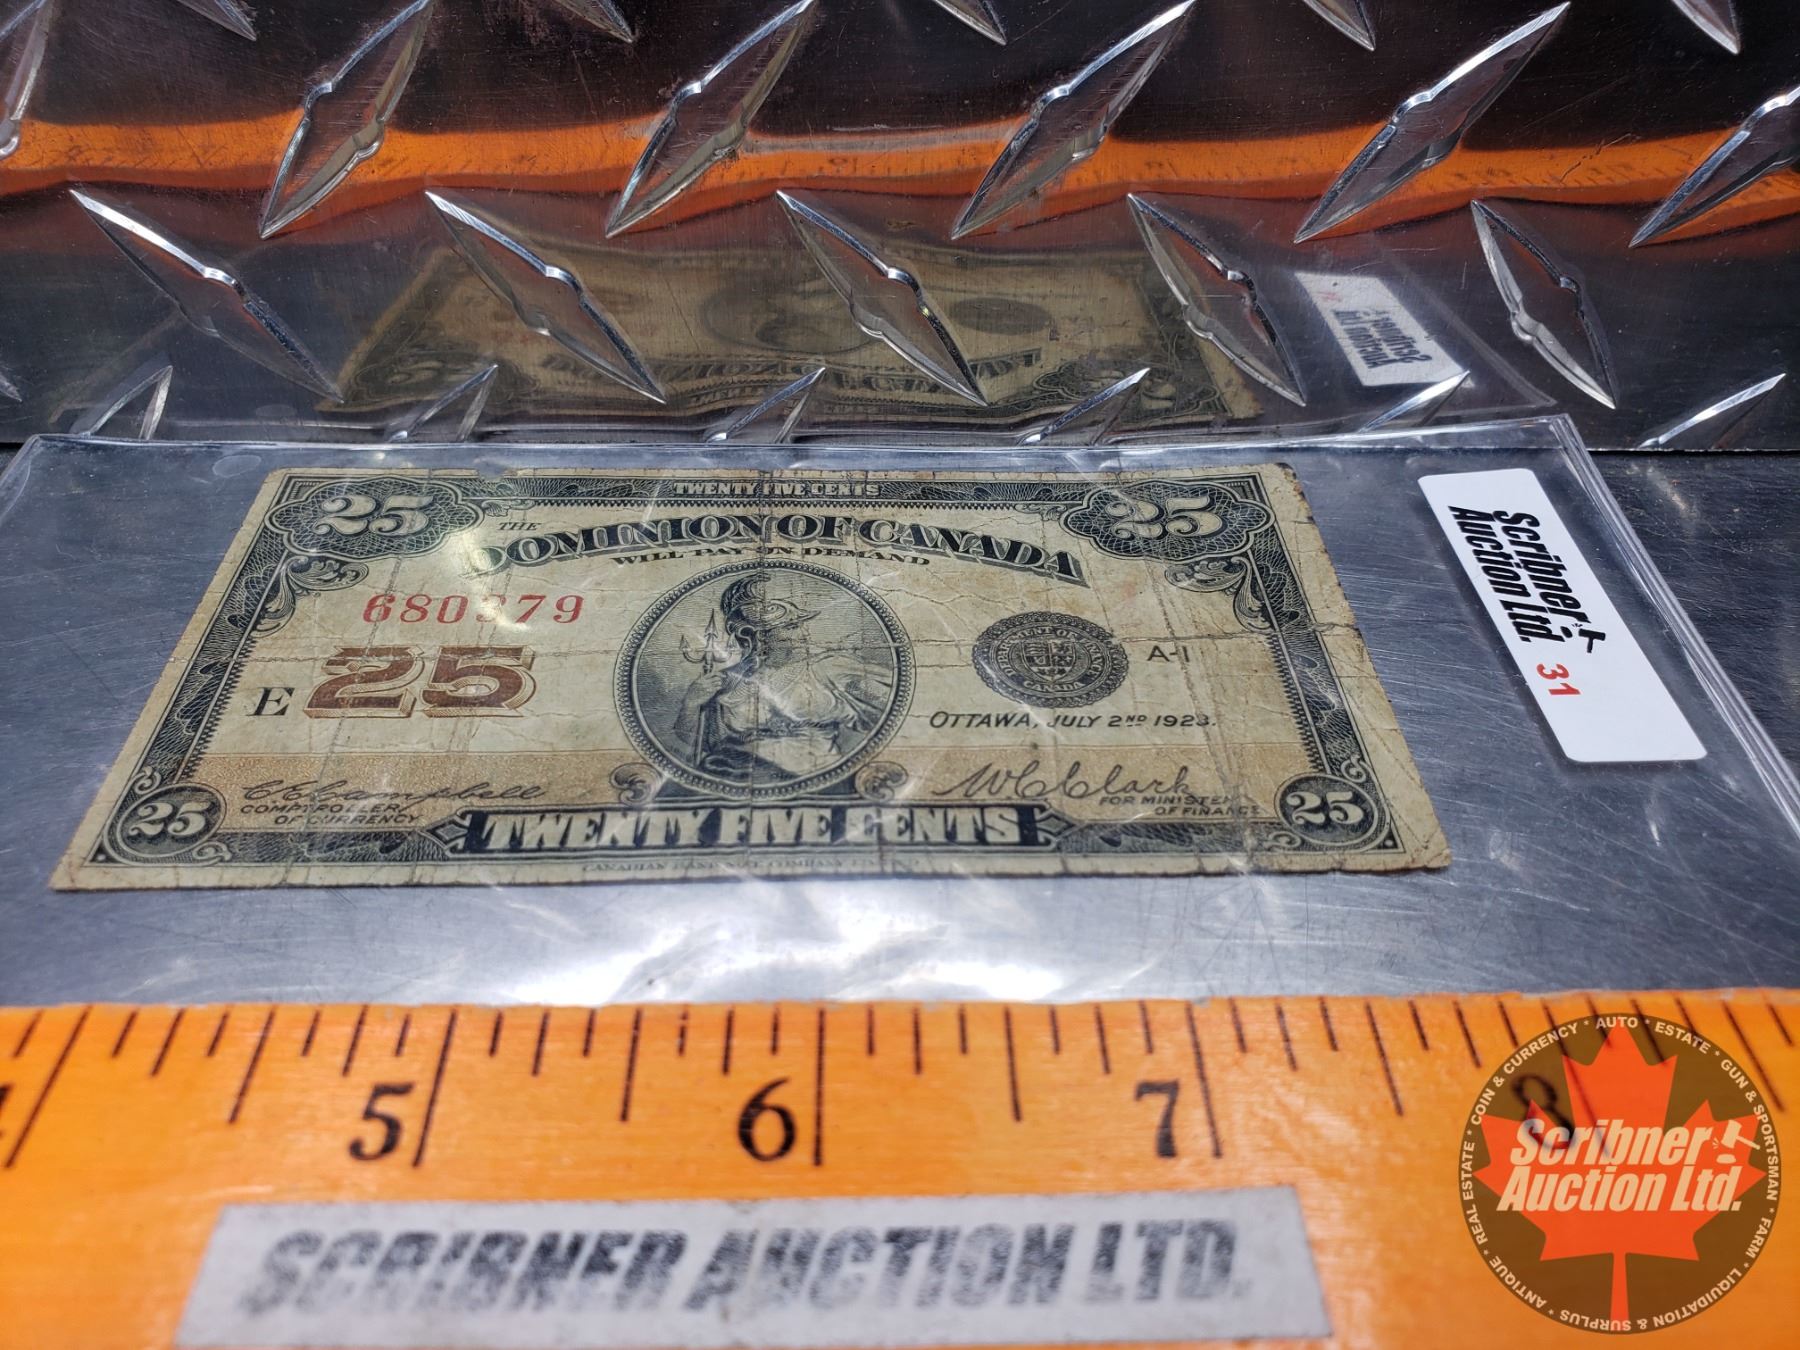 TWENTY FIVE CENTS
25 25
THE
DOMINION OF CANADA
WILL PAY ON DEMAND
E 25
A-1
OTTAWA, JULY 2ND 1923.
C Campbell
COMPTROLLER
OF CURRENCY
W C Clark
FOR MINISTER
OF FINANCE
25 TWENTY FIVE CENTS 25
Scribner
Auction Ltd.
31
5 6 7 8
SCRIBNER AUCTION LTD.
ANTIQUE * REAL ESTATE * COIN & CURRENCY * AUTO * ESTATE * GUN & SPORTSMAN * FARM * LIQUIDATION & SURPLUS *
Scribner
Auction Ltd.